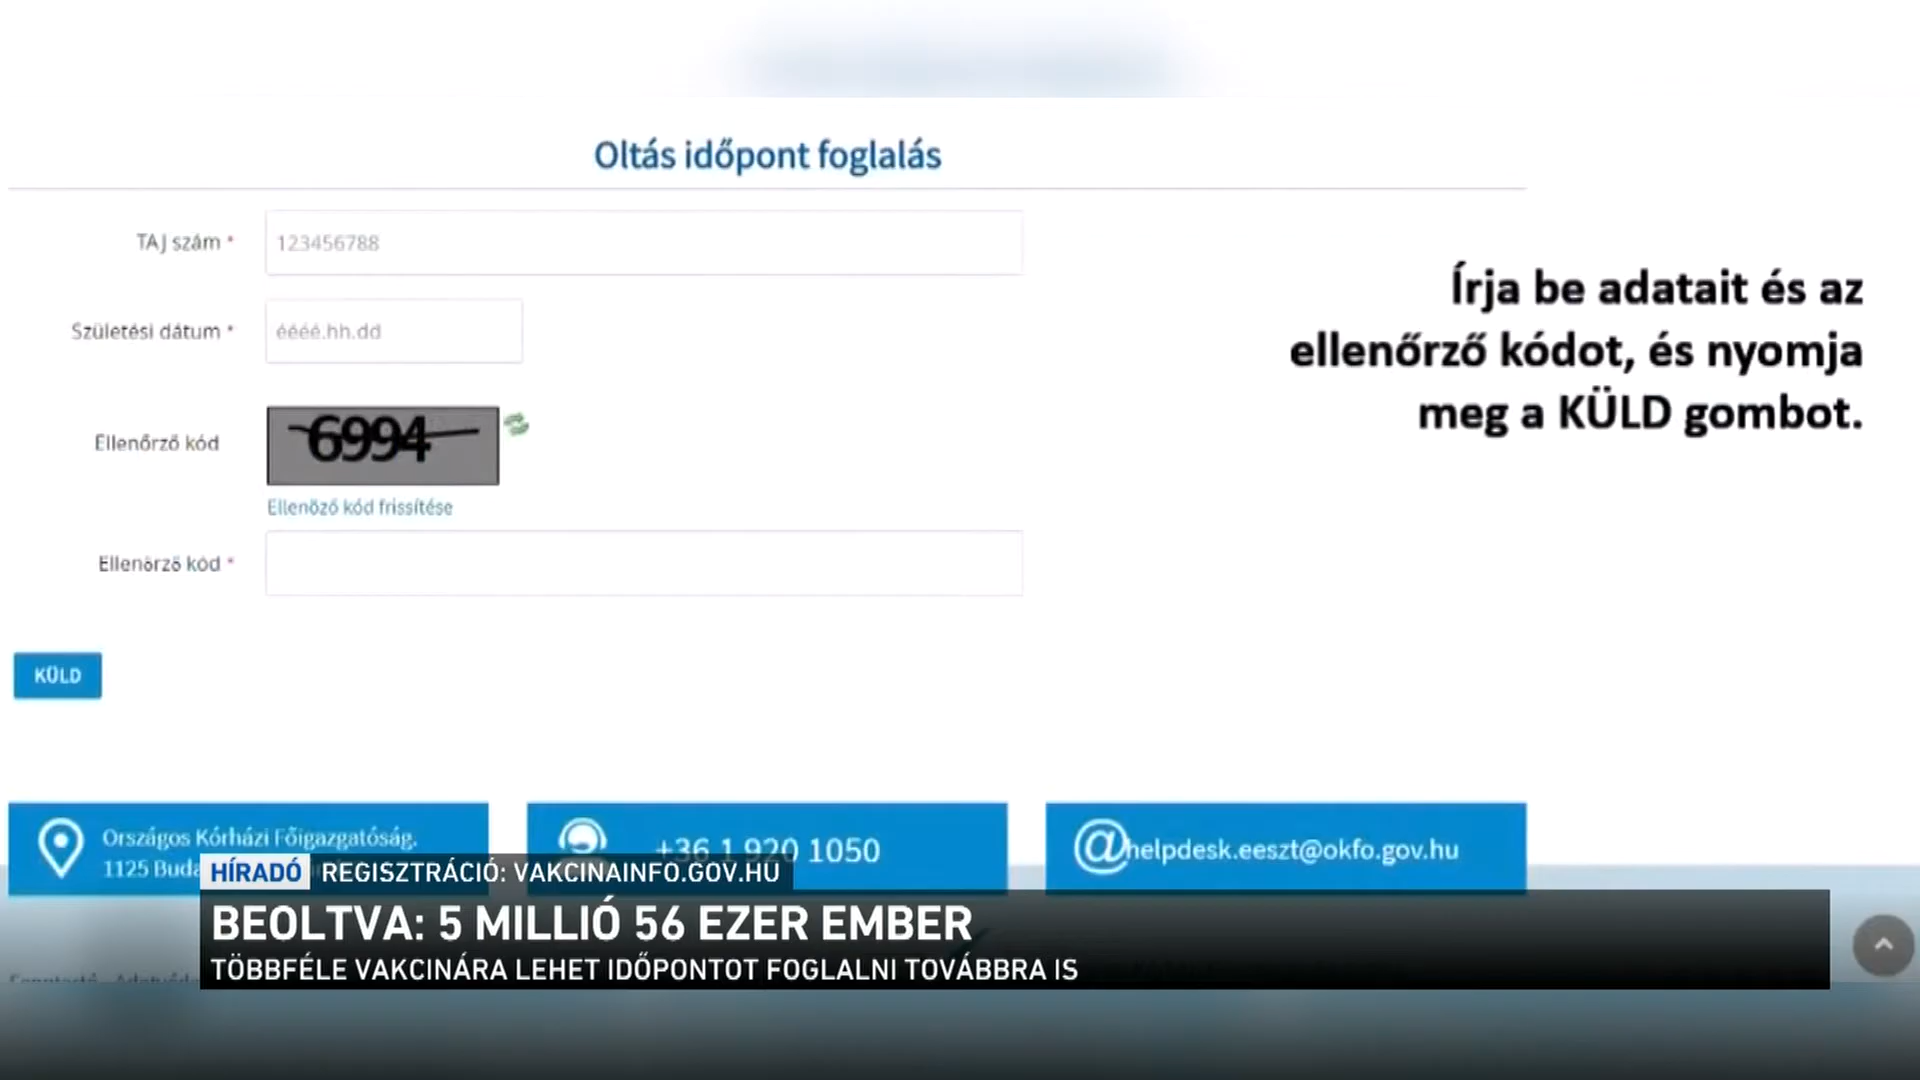 Oltás időpont foglalás
TAJ szám *
123456788
Születési dátum *
éééé.hh.dd
Írja be adatait és az
ellenőrző kódot, és nyomja
meg a KÜLD gombot.
Ellenőrző kód
6994
Ellenöző kód frissítése
Ellenőrző kód *
KÜLD
Országos Kórházi Főigazgatóság,
1125
+36 1 920 1050
@helpdesk.eeszt@okfo.gov.hu
HÍRADÓ
REGISZTRÁCIÓ: VAKCINAINFO.GOV.HU
BEOLTVA: 5 MILLIÓ 56 EZER EMBER
TÖBBFÉLE VAKCINÁRA LEHET IDŐPONTOT FOGLALNI TOVÁBBRA IS